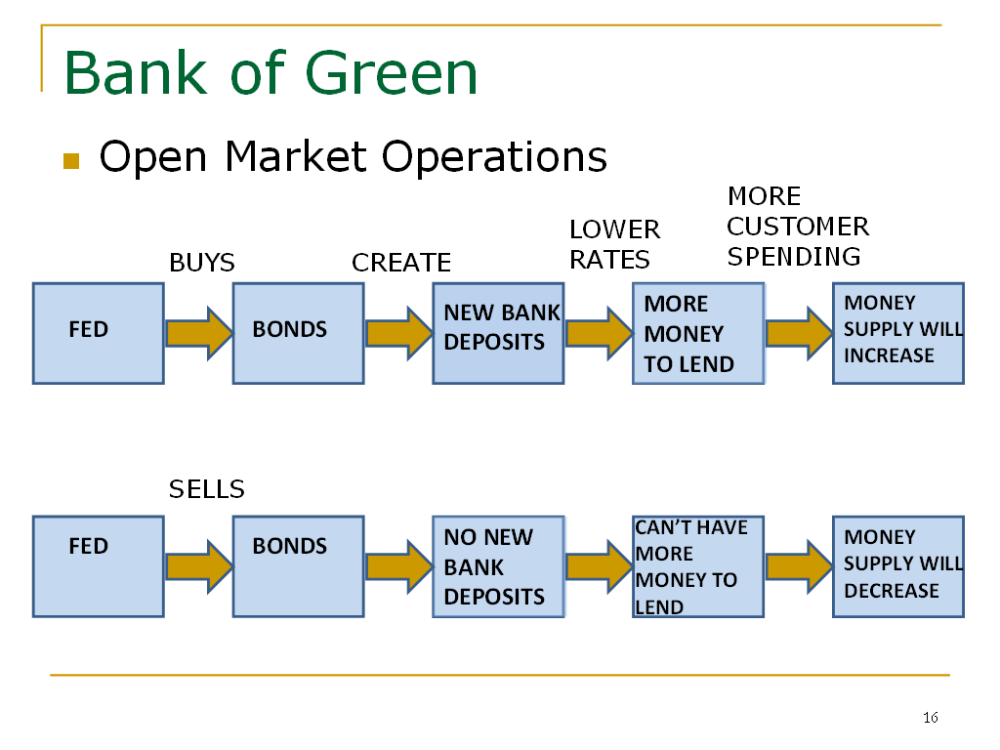 Bank of Green
Open Market Operations
BUYS
CREATE
LOWER
RATES
MORE
CUSTOMER
SPENDING
FED
BONDS
NEW BANK
DEPOSITS
MORE
MONEY
TO LEND
MONEY
SUPPLY WILL
INCREASE
SELLS
FED
BONDS
NO NEW
BANK
DEPOSITS
CAN'T HAVE
MORE
MONEY TO
LEND
MONEY
SUPPLY WILL
DECREASE
16